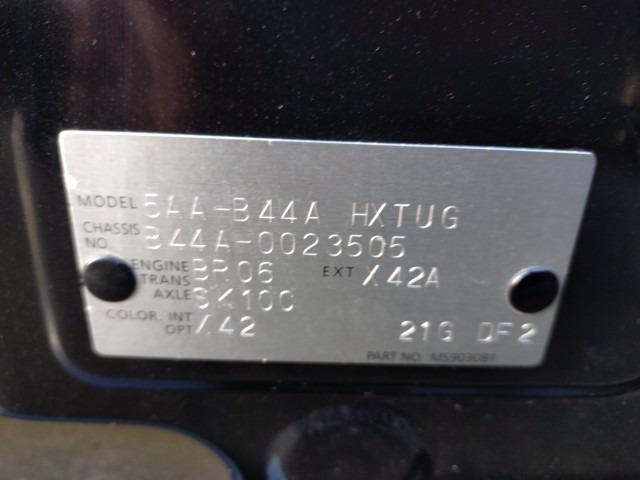 MODEL 5AA-B44A HXTUG
CHASSIS NO. B44A-0023505
ENGINE BR06 EXT X42A
TRANS AXLE SX10C
COLOR. INT OPT X42 21G DF2
PART NO. MS903081